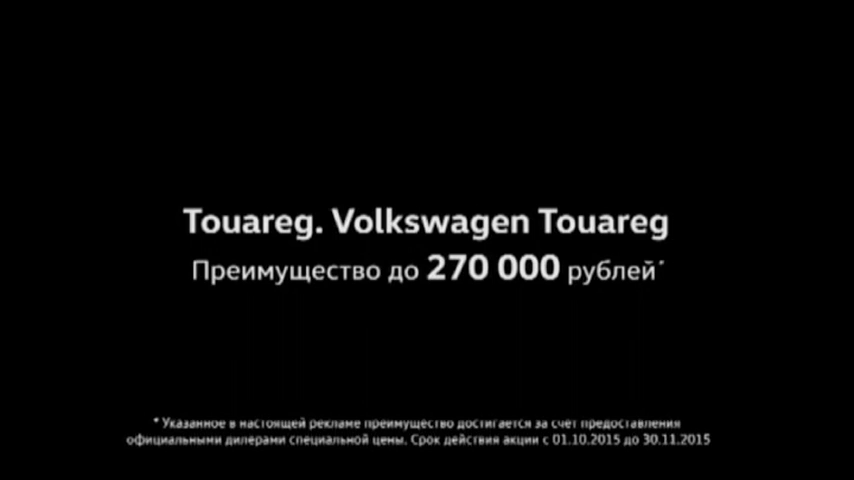 Touareg. Volkswagen Touareg
Преимущество до 270 000 рублей*
* Указанное в настоящей рекламе преимущество достигается за счет предоставления
официальными дилерами специальной цены. Срок действия акции с 01.10.2015 до 30.11.2015